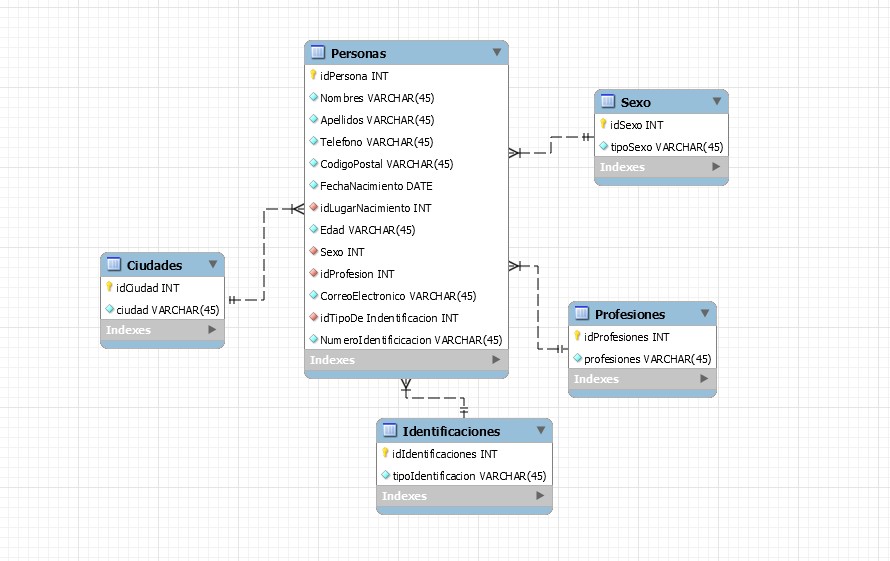 Personas
idPersona INT
Nombres VARCHAR(45)
Apellidos VARCHAR(45)
Telefono VARCHAR(45)
CodigoPostal VARCHAR(45)
FechaNacimiento DATE
idLugarNacimiento INT
Edad VARCHAR(45)
Sexo INT
idProfesion INT
CorreoElectronico VARCHAR(45)
idTipoDe Indentificacion INT
NumeroIdentificicacion VARCHAR(45)
Indexes
Sexo
idSexo INT
tipoSexo VARCHAR(45)
Indexes
Ciudades
idCiudad INT
ciudad VARCHAR(45)
Indexes
Profesiones
idProfesiones INT
profesiones VARCHAR(45)
Indexes
Identificaciones
idIdentificaciones INT
tipoIdentificacion VARCHAR(45)
Indexes